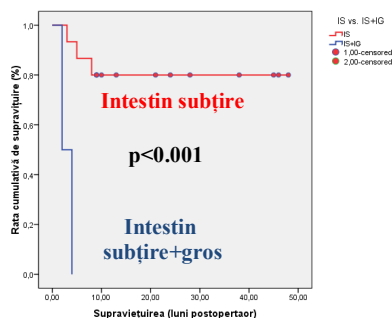 IS vs. IS+IG
IS
IS+IG
1,00-censored
2,00-censored
Rata cumulativă de supraviţuire (%)
1,0
0,8
0,6
0,4
0,2
0,0
Intestin subțire
p<0.001
Intestin
subțire+gros
0,00
10,00
20,00
30,00
40,00
50,00
Supravieţuirea (luni postopertaor)